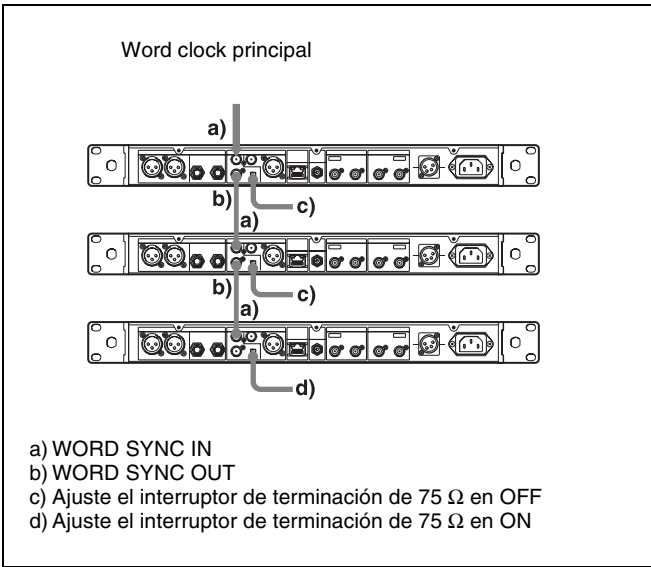 Word clock principal
a)
b)
c)
a)
b)
c)
a)
d)
a) WORD SYNC IN
b) WORD SYNC OUT
c) Ajuste el interruptor de terminación de 75 Ω en OFF
d) Ajuste el interruptor de terminación de 75 Ω en ON